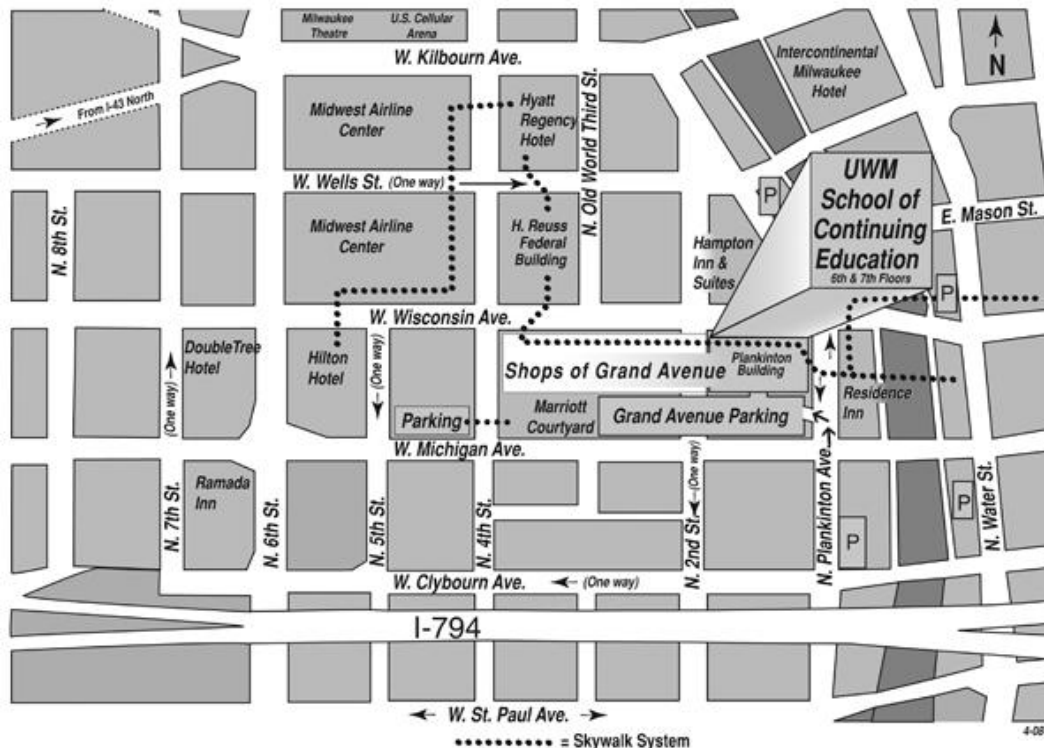 Milwaukee
Theatre
U.S. Cellular
Arena
W. Kilbourn Ave.
N
Intercontinental
Milwaukee
Hotel
From I-43 North
Midwest Airline
Center
Hyatt
Regency
Hotel
N. Old World Third St.
W. Wells St. (One way)
UWM
School of
Continuing
Education
6th & 7th Floors
P
E. Mason St.
N. 8th St.
Midwest Airline
Center
H. Reuss
Federal
Building
Hampton
Inn &
Suites
P
W. Wisconsin Ave.
DoubleTree
Hotel
(One way)
Hilton
Hotel
(One way)
Shops of Grand Avenue
Plankinton
Building
Residence
Inn
Parking
Marriott
Courtyard
Grand Avenue Parking
W. Michigan Ave.
Ramada
Inn
N. 7th St.
N. 6th St.
N. 5th St.
N. 4th St.
N. 2nd St.
(One way)
N. Plankinton Ave.
P
P
N. Water St.
W. Clybourn Ave.
(One way)
I-794
W. St. Paul Ave.
= Skywalk System
4-08